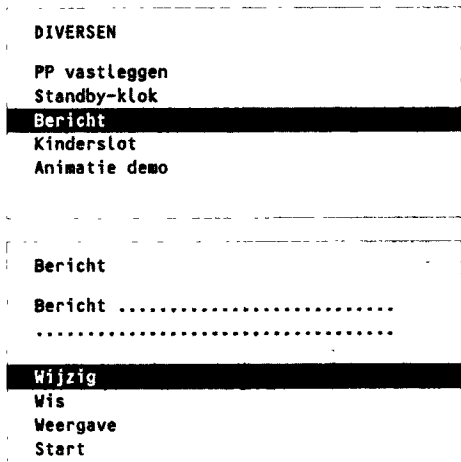 DIVERSEN
PP vastleggen
Standby-klok
Bericht
Kinderslot
Animatie demo
Bericht
Bericht ...........................
....................................
Wijzig
Wis
Weergave
Start